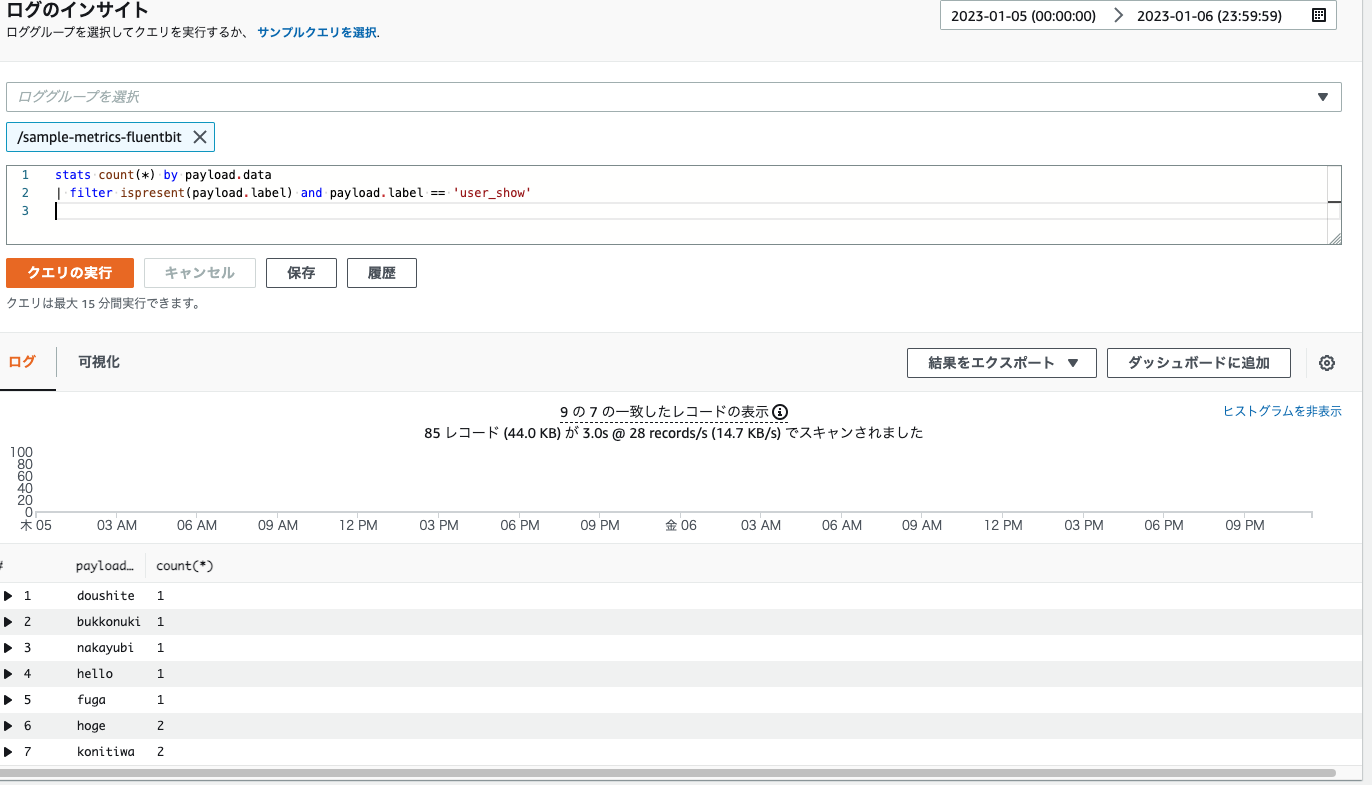 ログのインサイト
2023-01-05 (00:00:00) 2023-01-06 (23:59:59)
ロググループを選択してクエリを実行するか、 サンプルクエリを選択.
ロググループを選択
/sample-metrics-fluentbit
1 stats count(*) by payload.data
2 | filter ispresent(payload.label) and payload.label == 'user_show'
3
クエリの実行 キャンセル 保存 履歴
クエリは最大 15 分間実行できます。
ログ 可視化 結果をエクスポート ダッシュボードに追加
9 の 7 の一致したレコードの表示 ヒストグラムを非表示
85 レコード (44.0 KB) が 3.0s @ 28 records/s (14.7 KB/s) でスキャンされました
100
80
60
40
20
0
木 05 03 AM 06 AM 09 AM 12 PM 03 PM 06 PM 09 PM 金 06 03 AM 06 AM 09 AM 12 PM 03 PM 06 PM 09 PM
# payload… count(*)
1 doushite 1
2 bukkonuki 1
3 nakayubi 1
4 hello 1
5 fuga 1
6 hoge 2
7 konitiwa 2